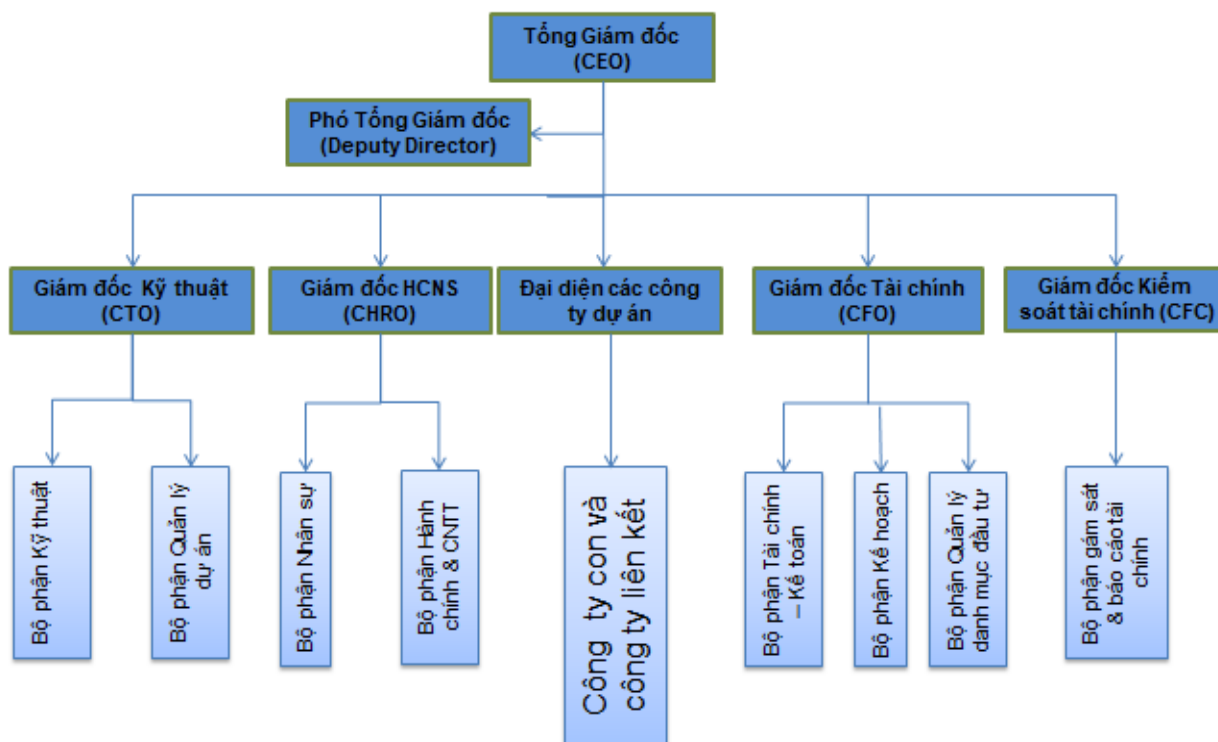 Tổng Giám đốc
(CEO)
Phó Tổng Giám đốc
(Deputy Director)
Giám đốc Kỹ thuật
(CTO)
Giám đốc HCNS
(CHRO)
Đại diện các công
ty dự án
Giám đốc Tài chính
(CFO)
Giám đốc Kiểm
soát tài chính (CFC)
Bộ phận Kỹ thuật
Bộ phận Quản lý
dự án
Bộ phận Nhân sự
Bộ phận Hành
chính & CNTT
Công ty con và
công ty liên kết
Bộ phận Tài chính
– Kế toán
Bộ phận Kế hoạch
Bộ phận Quản lý
danh mục đầu tư
Bộ phận gám sát
& báo cáo tài
chính